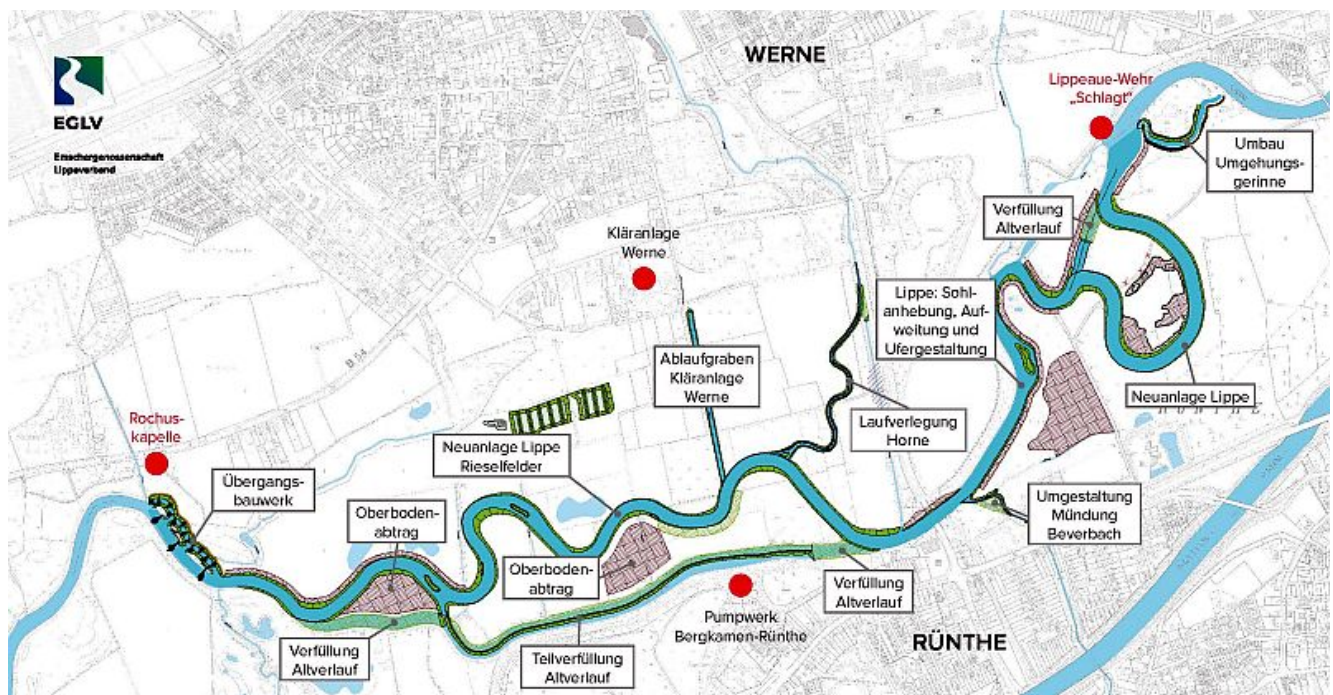 WERNE
Lippeaue-Wehr
„Schlagt“
EGLV
Emschergenossenschaft
Lippeverband
Umbau
Umgehungs-
gerinne
Verfüllung
Altverlauf
Kläranlage
Werne
Lippe: Sohl-
anhebung, Auf-
weitung und
Ufergestaltung
B 54
Ablaufgraben
Kläranlage
Werne
Neuanlage Lippe
Rochus-
kapelle
Laufverlegung
Horne
Neuanlage Lippe
Rieselfelder
Übergangs-
bauwerk
Oberboden-
abtrag
Umgestaltung
Mündung
Beverbach
Oberboden-
abtrag
Verfüllung
Altverlauf
Pumpwerk
Bergkamen-Rünthe
RÜNTHE
Verfüllung
Altverlauf
Teilverfüllung
Altverlauf